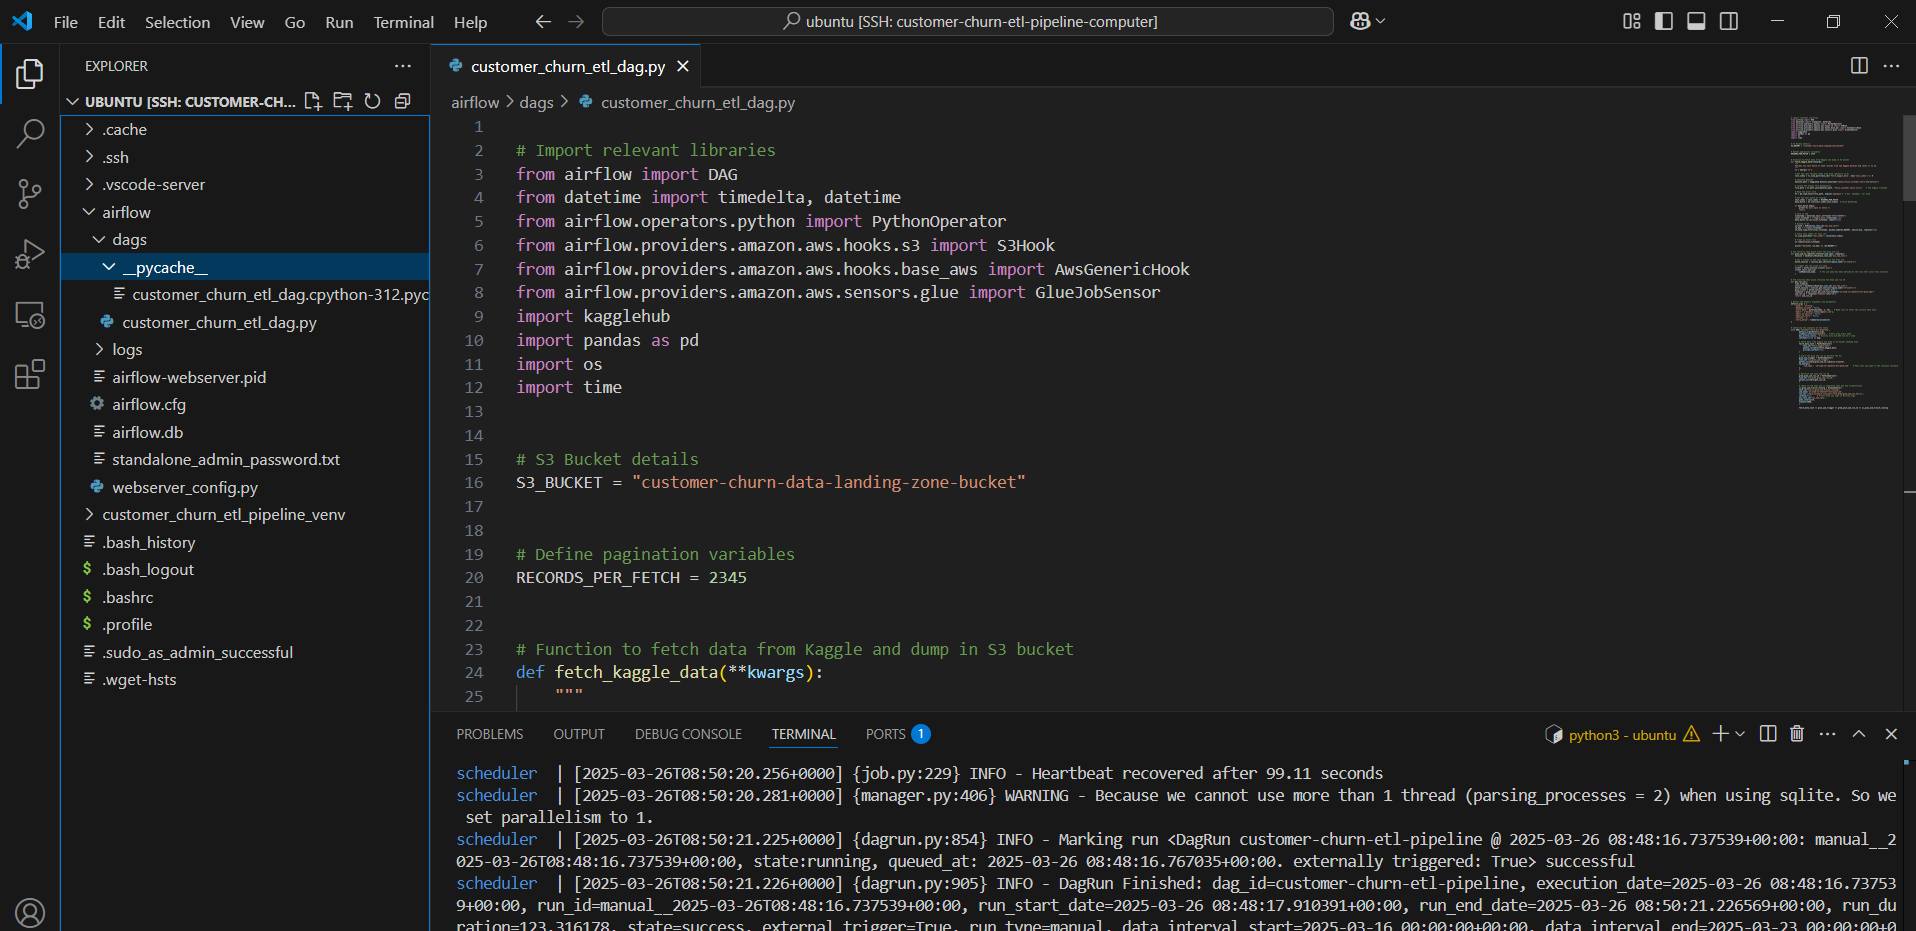 File Edit Selection View Go Run Terminal Help
ubuntu [SSH: customer-churn-etl-pipeline-computer]
EXPLORER
UBUNTU [SSH: CUSTOMER-CH...
.cache
.ssh
.vscode-server
airflow
dags
__pycache__
customer_churn_etl_dag.cpython-312.pyc
customer_churn_etl_dag.py
logs
airflow-webserver.pid
airflow.cfg
airflow.db
standalone_admin_password.txt
webserver_config.py
customer_churn_etl_pipeline_venv
.bash_history
$ .bash_logout
$ .bashrc
$ .profile
.sudo_as_admin_successful
.wget-hsts
customer_churn_etl_dag.py
airflow > dags > customer_churn_etl_dag.py
1
2 # Import relevant libraries
3 from airflow import DAG
4 from datetime import timedelta, datetime
5 from airflow.operators.python import PythonOperator
6 from airflow.providers.amazon.aws.hooks.s3 import S3Hook
7 from airflow.providers.amazon.aws.hooks.base_aws import AwsGenericHook
8 from airflow.providers.amazon.aws.sensors.glue import GlueJobSensor
9 import kagglehub
10 import pandas as pd
11 import os
12 import time
13
14
15 # S3 Bucket details
16 S3_BUCKET = "customer-churn-data-landing-zone-bucket"
17
18
19 # Define pagination variables
20 RECORDS_PER_FETCH = 2345
21
22
23 # Function to fetch data from Kaggle and dump in S3 bucket
24 def fetch_kaggle_data(**kwargs):
25 """
PROBLEMS OUTPUT DEBUG CONSOLE TERMINAL PORTS 1
python3 - ubuntu
scheduler | [2025-03-26T08:50:20.256+0000] {job.py:229} INFO - Heartbeat recovered after 99.11 seconds
scheduler | [2025-03-26T08:50:20.281+0000] {manager.py:406} WARNING - Because we cannot use more than 1 thread (parsing_processes = 2) when using sqlite. So we
set parallelism to 1.
scheduler | [2025-03-26T08:50:21.225+0000] {dagrun.py:854} INFO - Marking run <DagRun customer-churn-etl-pipeline @ 2025-03-26 08:48:16.737539+00:00: manual__2
025-03-26T08:48:16.737539+00:00, state:running, queued_at: 2025-03-26 08:48:16.767035+00:00. externally triggered: True> successful
scheduler | [2025-03-26T08:50:21.226+0000] {dagrun.py:905} INFO - DagRun Finished: dag_id=customer-churn-etl-pipeline, execution_date=2025-03-26 08:48:16.73753
9+00:00, run_id=manual__2025-03-26T08:48:16.737539+00:00, run_start_date=2025-03-26 08:48:17.910391+00:00, run_end_date=2025-03-26 08:50:21.226569+00:00, run_du
ration=123.316178, state=success, external_trigger=True, run_type=manual, data_interval_start=2025-03-16 00:00:00+00:00, data_interval_end=2025-03-23 00:00:00+0